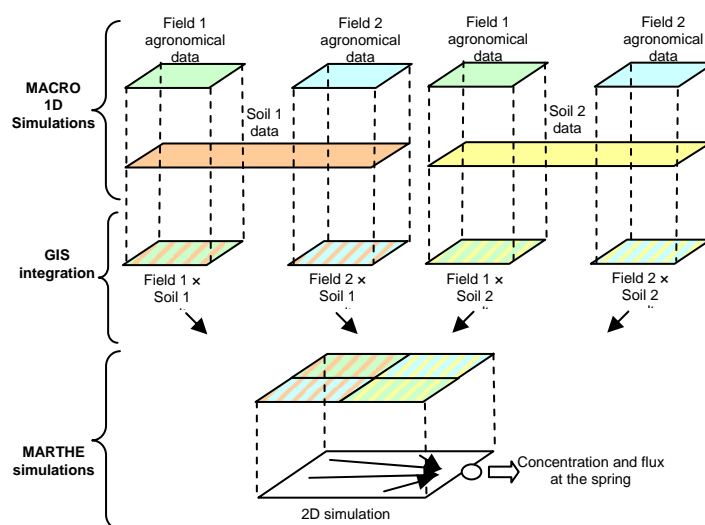 Field 1
agronomical
data
Field 2
agronomical
data
Field 1
agronomical
data
Field 2
agronomical
data
MACRO
1D
Simulations
Soil 1
data
Soil 2
data
GIS
integration
Field 1 ×
Soil 1
Field 2 ×
Soil 1
Field 1 ×
Soil 2
Field 2 ×
Soil 2
MARTHE
simulations
Concentration and flux
at the spring
2D simulation